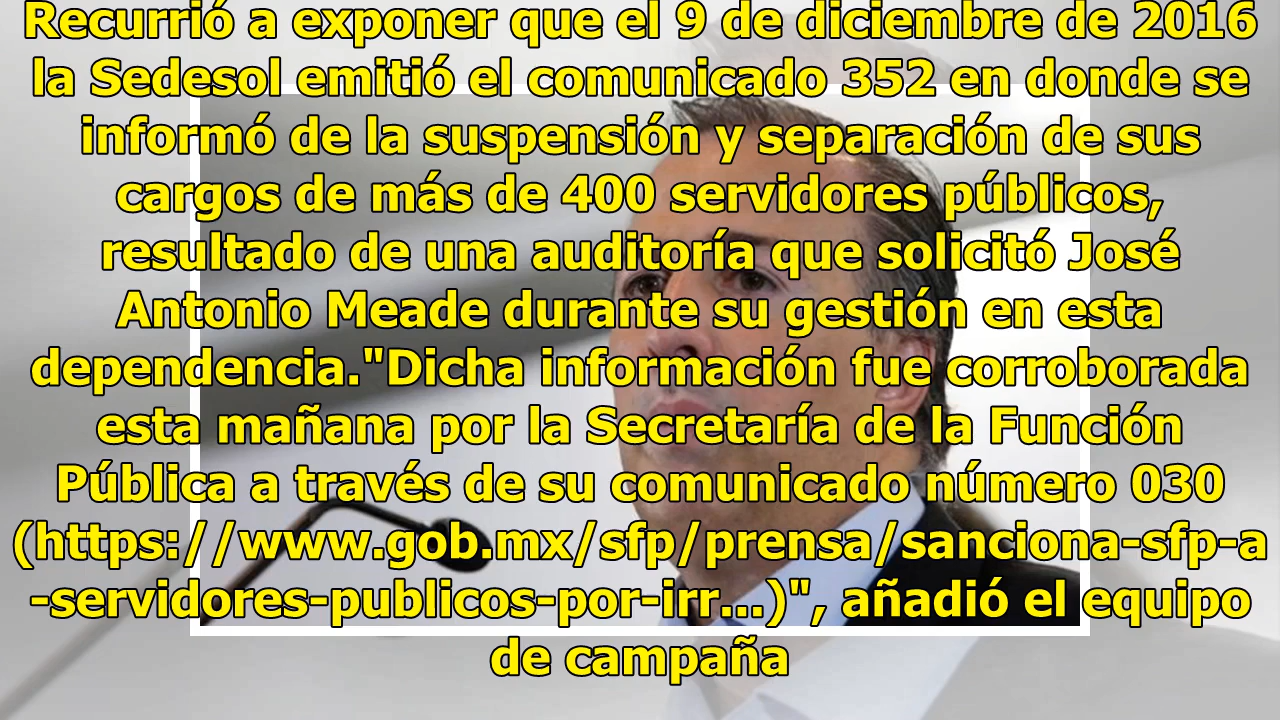 Recurrió a exponer que el 9 de diciembre de 2016
la Sedesol emitió el comunicado 352 en donde se
informó de la suspensión y separación de sus
cargos de más de 400 servidores públicos,
resultado de una auditoría que solicitó José
Antonio Meade durante su gestión en esta
dependencia."Dicha información fue corroborada
esta mañana por la Secretaría de la Función
Pública a través de su comunicado número 030
(https://www.gob.mx/sfp/prensa/sanciona-sfp-a
-servidores-publicos-por-irr...)", añadió el equipo
de campaña